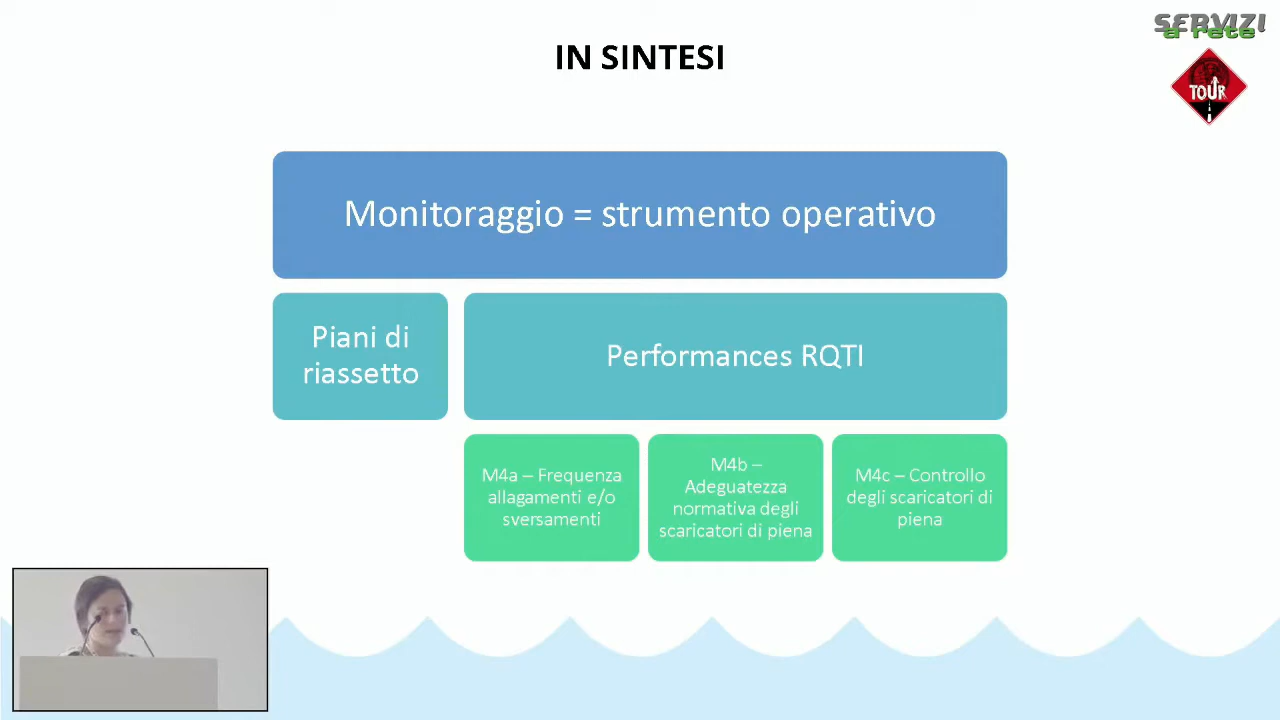 SERVIZI
a rete
TOUR
IN SINTESI
Monitoraggio = strumento operativo
Piani di
riassetto
Performances RQTI
M4a – Frequenza
allagamenti e/o
sversamenti
M4b –
Adeguatezza
normativa degli
scaricatori di piena
M4c – Controllo
degli scaricatori di
piena